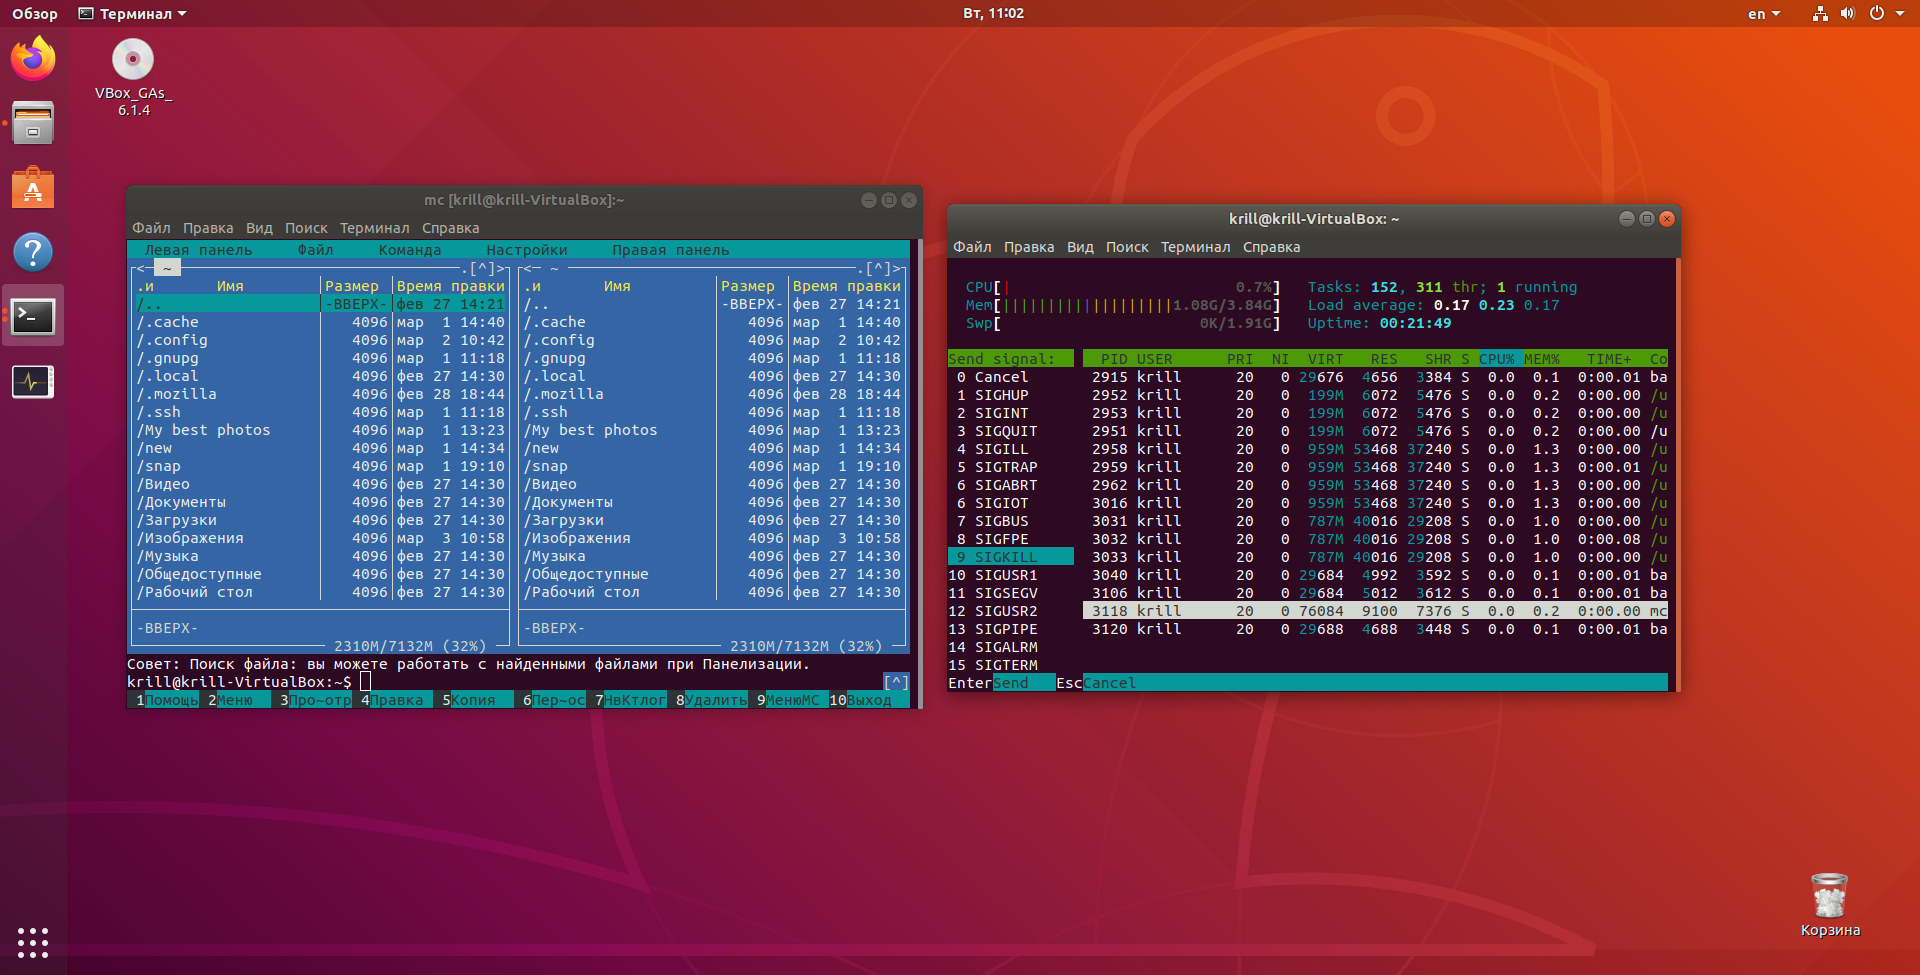 Обзор Терминал Вт, 11:02 en
VBox_GAs_
6.1.4
mc [krill@krill-VirtualBox]:~
Файл Правка Вид Поиск Терминал Справка
Левая панель Файл Команда Настройки Правая панель
<─ ~ ─.[^]> <─ ~ ─.[^]>
.и Имя Размер Время правки .и Имя Размер Время правки
/.. -ВВЕРХ- фев 27 14:21 /.. -ВВЕРХ- фев 27 14:21
/.cache 4096 мар 1 14:40 /.cache 4096 мар 1 14:40
/.config 4096 мар 2 10:42 /.config 4096 мар 2 10:42
/.gnupg 4096 мар 1 11:18 /.gnupg 4096 мар 1 11:18
/.local 4096 фев 27 14:30 /.local 4096 фев 27 14:30
/.mozilla 4096 фев 28 18:44 /.mozilla 4096 фев 28 18:44
/.ssh 4096 мар 1 11:18 /.ssh 4096 мар 1 11:18
/My best photos 4096 мар 1 13:23 /My best photos 4096 мар 1 13:23
/new 4096 мар 1 14:34 /new 4096 мар 1 14:34
/snap 4096 мар 1 19:10 /snap 4096 мар 1 19:10
/Видео 4096 фев 27 14:30 /Видео 4096 фев 27 14:30
/Документы 4096 фев 27 14:30 /Документы 4096 фев 27 14:30
/Загрузки 4096 фев 27 14:30 /Загрузки 4096 фев 27 14:30
/Изображения 4096 мар 3 10:58 /Изображения 4096 мар 3 10:58
/Музыка 4096 фев 27 14:30 /Музыка 4096 фев 27 14:30
/Общедоступные 4096 фев 27 14:30 /Общедоступные 4096 фев 27 14:30
/Рабочий стол 4096 фев 27 14:30 /Рабочий стол 4096 фев 27 14:30
-ВВЕРХ- -ВВЕРХ-
2310M/7132M (32%) 2310M/7132M (32%)
Совет: Поиск файла: вы можете работать с найденными файлами при Панелизации.
krill@krill-VirtualBox:~$ [^]
1Помощь 2Меню 3Про~отр 4Правка 5Копия 6Пер~ос 7НвКтлог 8Удалить 9МенюMC 10Выход
krill@krill-VirtualBox: ~
Файл Правка Вид Поиск Терминал Справка
CPU[| 0.7%] Tasks: 152, 311 thr; 1 running
Mem[|||||||||||||||||||1.08G/3.84G] Load average: 0.17 0.23 0.17
Swp[ 0K/1.91G] Uptime: 00:21:49
Send signal: PID USER PRI NI VIRT RES SHR S CPU% MEM% TIME+ Co
0 Cancel 2915 krill 20 0 29676 4656 3384 S 0.0 0.1 0:00.01 ba
1 SIGHUP 2952 krill 20 0 199M 6072 5476 S 0.0 0.2 0:00.00 /u
2 SIGINT 2953 krill 20 0 199M 6072 5476 S 0.0 0.2 0:00.00 /u
3 SIGQUIT 2951 krill 20 0 199M 6072 5476 S 0.0 0.2 0:00.00 /u
4 SIGILL 2958 krill 20 0 959M 53468 37240 S 0.0 1.3 0:00.00 /u
5 SIGTRAP 2959 krill 20 0 959M 53468 37240 S 0.0 1.3 0:00.01 /u
6 SIGABRT 2962 krill 20 0 959M 53468 37240 S 0.0 1.3 0:00.00 /u
6 SIGIOT 3016 krill 20 0 959M 53468 37240 S 0.0 1.3 0:00.00 /u
7 SIGBUS 3031 krill 20 0 787M 40016 29208 S 0.0 1.0 0:00.00 /u
8 SIGFPE 3032 krill 20 0 787M 40016 29208 S 0.0 1.0 0:00.08 /u
9 SIGKILL 3033 krill 20 0 787M 40016 29208 S 0.0 1.0 0:00.00 /u
10 SIGUSR1 3040 krill 20 0 29684 4992 3592 S 0.0 0.1 0:00.01 ba
11 SIGSEGV 3106 krill 20 0 29684 5012 3612 S 0.0 0.1 0:00.01 ba
12 SIGUSR2 3118 krill 20 0 76084 9100 7376 S 0.0 0.2 0:00.00 mc
13 SIGPIPE 3120 krill 20 0 29688 4688 3448 S 0.0 0.1 0:00.01 ba
14 SIGALRM
15 SIGTERM
EnterSend EscCancel
Корзина